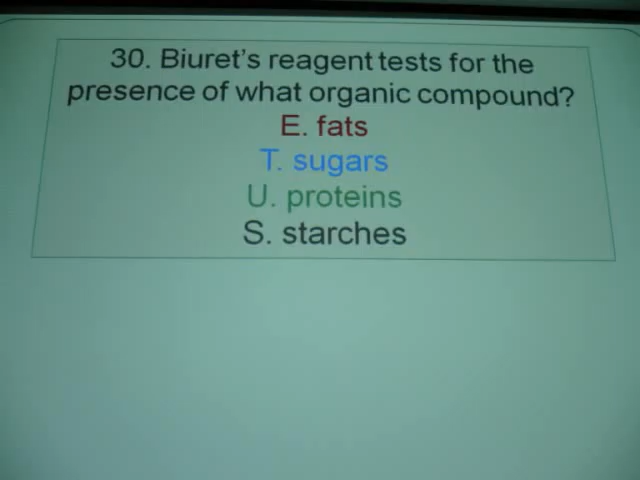 30. Biuret's reagent tests for the
presence of what organic compound?
E. fats
T. sugars
U. proteins
S. starches